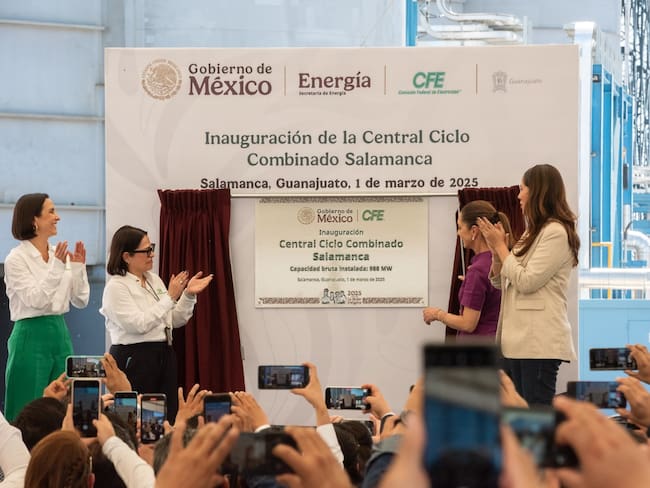 Gobierno de
México
Energía
Secretaría de Energía
CFE
Comisión Federal de Electricidad
Guanajuato
Inauguración de la Central Ciclo
Combinado Salamanca
Salamanca, Guanajuato, 1 de marzo de 2025
Gobierno de
México
CFE
Inauguración
Central Ciclo Combinado
Salamanca
Capacidad bruta instalada: 988 MW
Salamanca, Guanajuato, 1 de marzo de 2025
2025